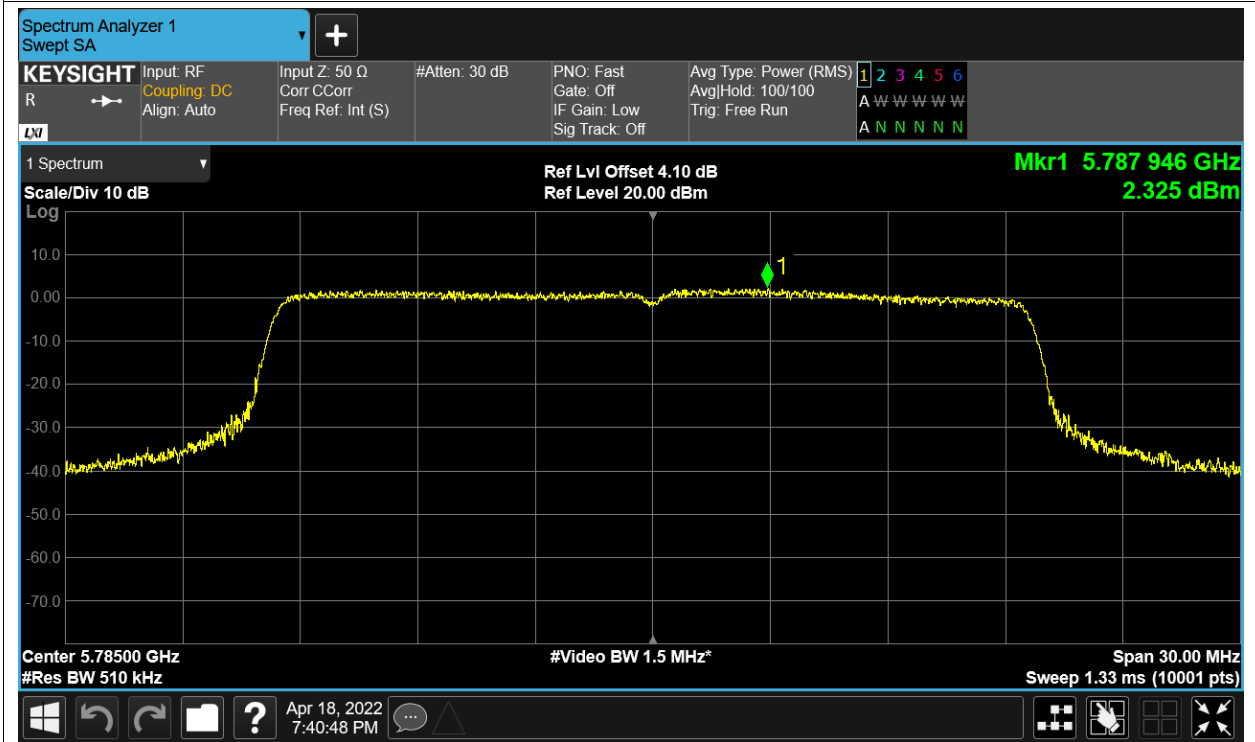 Spectrum Analyzer 1
Swept SA
+
KEYSIGHT Input: RF Input Z: 50 Ω #Atten: 30 dB PNO: Fast Avg Type: Power (RMS) 1 2 3 4 5 6
R Coupling: DC Corr CCorr Gate: Off Avg|Hold: 100/100 A W W W W W
Align: Auto Freq Ref: Int (S) IF Gain: Low Trig: Free Run
LXI Sig Track: Off A N N N N N
1 Spectrum Ref Lvl Offset 4.10 dB Mkr1 5.787 946 GHz
Scale/Div 10 dB Ref Level 20.00 dBm 2.325 dBm
Log
10.0
1
0.00
-10.0
-20.0
-30.0
-40.0
-50.0
-60.0
-70.0
Center 5.78500 GHz #Video BW 1.5 MHz* Span 30.00 MHz
#Res BW 510 kHz Sweep 1.33 ms (10001 pts)
? Apr 18, 2022
7:40:48 PM